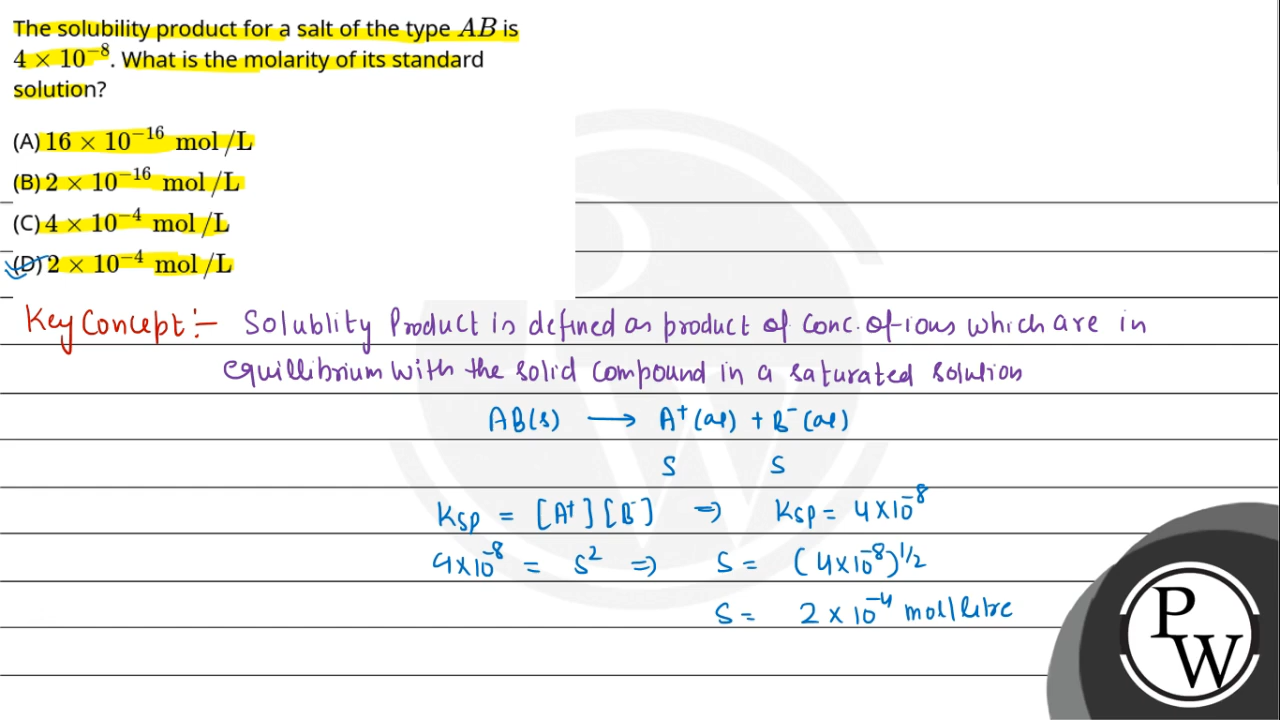 The solubility product for a salt of the type AB is
4 × 10⁻⁸. What is the molarity of its standard
solution?
(A) 16 × 10⁻¹⁶ mol/L
(B) 2 × 10⁻¹⁶ mol/L
(C) 4 × 10⁻⁴ mol/L
(D) 2 × 10⁻⁴ mol/L
Key Concept :- Solublity Product is defined as product of Conc. of ions which are in
equillibrium with the solid compound in a saturated solution
AB(s) → A⁺(aq) + B⁻(aq)
S S
Ksp = [A⁺][B⁻] ⇒ Ksp = 4×10⁻⁸
4×10⁻⁸ = S² ⇒ S = (4×10⁻⁸)^1/2
S = 2×10⁻⁴ mol/litre
PW